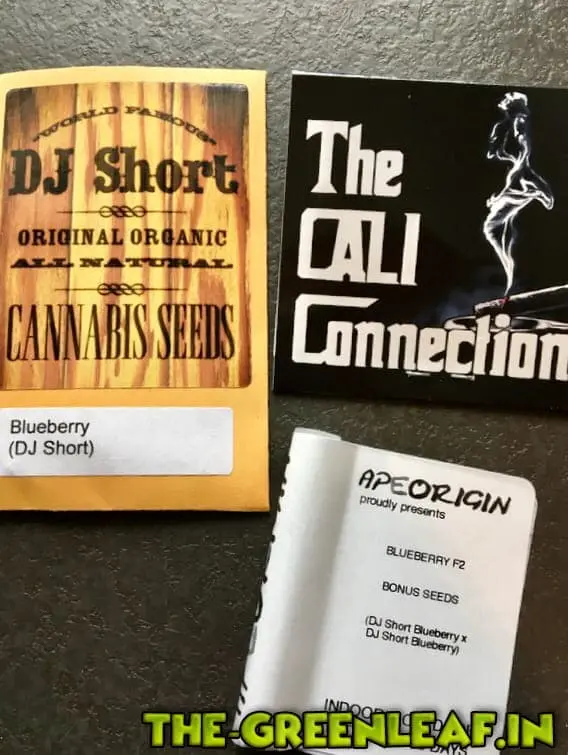 "WORLD FAMOUS"
DJ Short
ORIGINAL ORGANIC
ALL NATURAL
CANNABIS SEEDS
Blueberry
(DJ Short)
The
CALI
Connection
APEORIGIN
proudly presents
BLUEBERRY F2
BONUS SEEDS
(DJ Short Blueberry x
DJ Short Blueberry)
THE-GREENLEAF.IN